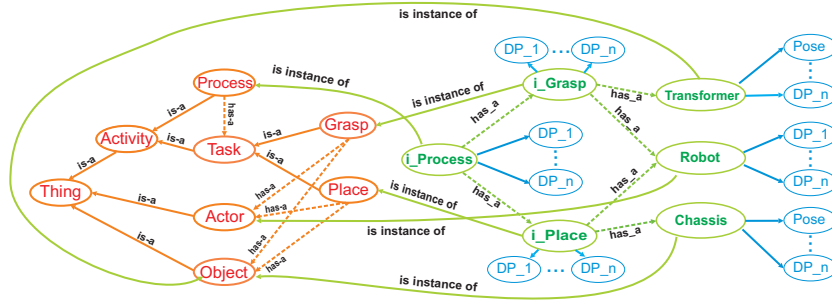 is instance of
DP_1 ... DP_n
Pose
Process
is instance of
i_Grasp
is-a
has-a
is instance of
has_a
Transformer
DP_n
Grasp
has_a
Activity
is-a
Task
is-a
has_a
DP_1
DP_1
is-a
is-a
i_Process
Robot
Thing
Place
has-a
DP_n
has_a
DP_n
is-a
Actor
has-a
is instance of
has_a
Chassis
Pose
is-a
has-a
has-a
is instance of
i_Place
has_a
Object
DP_1 ... DP_n
is instance of
DP_n